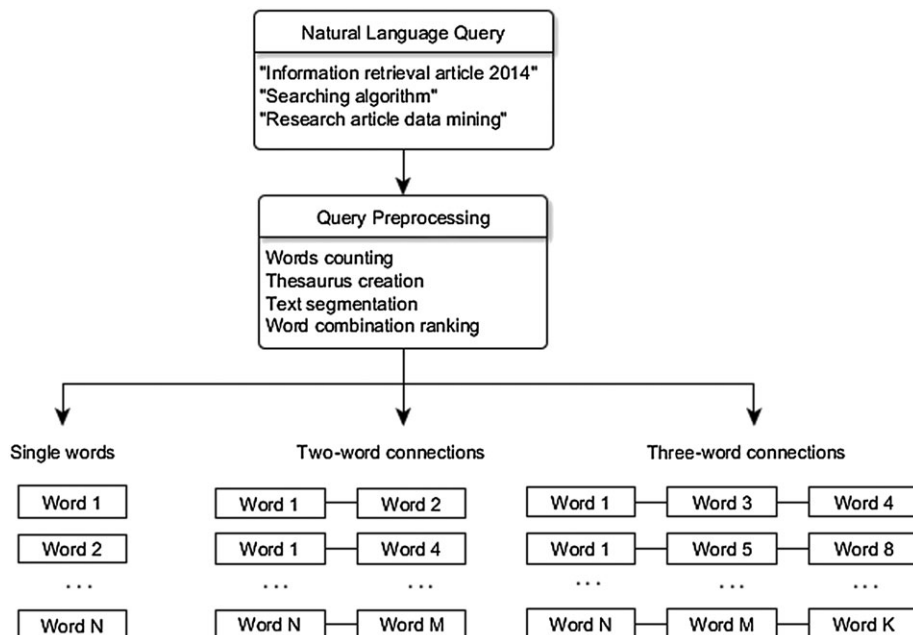 Natural Language Query
"Information retrieval article 2014"
"Searching algorithm"
"Research article data mining"
Query Preprocessing
Words counting
Thesaurus creation
Text segmentation
Word combination ranking
Single words
Two-word connections
Three-word connections
Word 1
Word 1
Word 2
Word 1
Word 3
Word 4
Word 2
Word 1
Word 4
Word 1
Word 5
Word 8
...
...
...
...
...
...
Word N
Word N
Word M
Word N
Word M
Word K